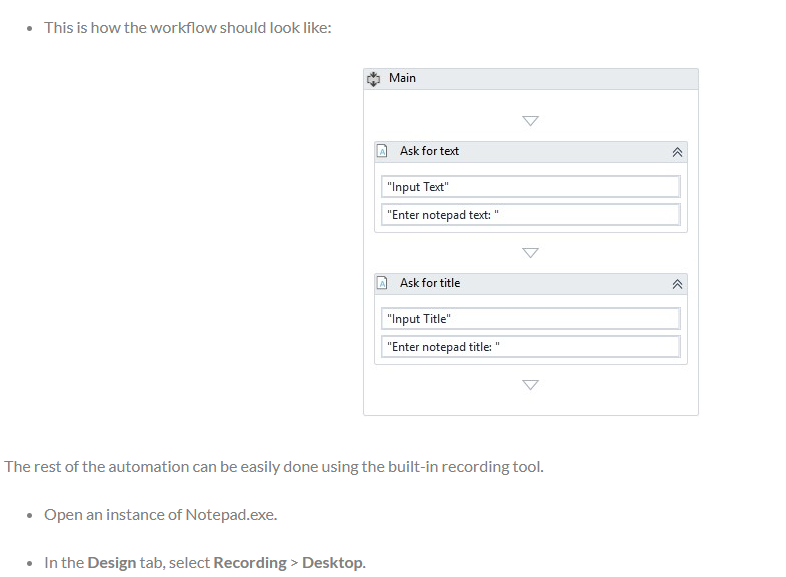 This is how the workflow should look like:
Main
Ask for text
"Input Text"
"Enter notepad text: "
Ask for title
"Input Title"
"Enter notepad title: "
The rest of the automation can be easily done using the built-in recording tool.
Open an instance of Notepad.exe.
In the Design tab, select Recording > Desktop.